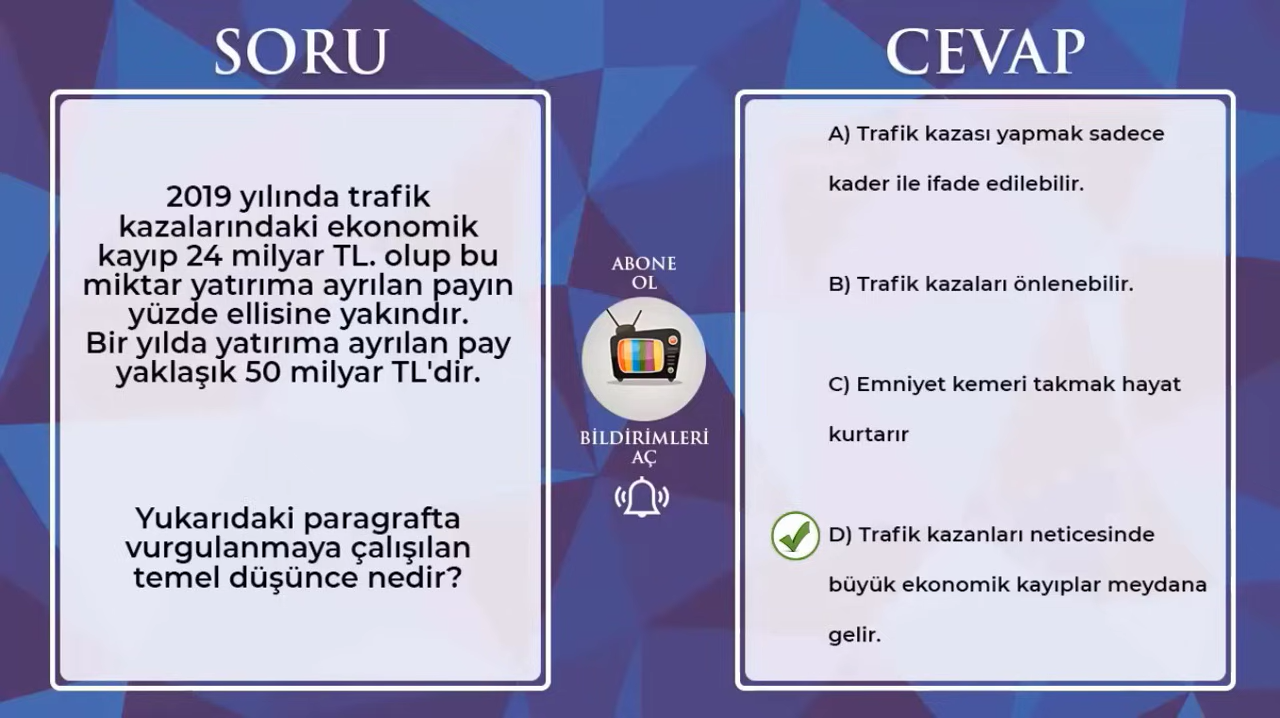 SORU
2019 yılında trafik
kazalarındaki ekonomik
kayıp 24 milyar TL. olup bu
miktar yatırıma ayrılan payın
yüzde ellisine yakındır.
Bir yılda yatırıma ayrılan pay
yaklaşık 50 milyar TL'dir.
Yukarıdaki paragrafta
vurgulanmaya çalışılan
temel düşünce nedir?
ABONE
OL
BİLDİRİMLERİ
AÇ
CEVAP
A) Trafik kazası yapmak sadece
kader ile ifade edilebilir.
B) Trafik kazaları önlenebilir.
C) Emniyet kemeri takmak hayat
kurtarır
D) Trafik kazanları neticesinde
büyük ekonomik kayıplar meydana
gelir.